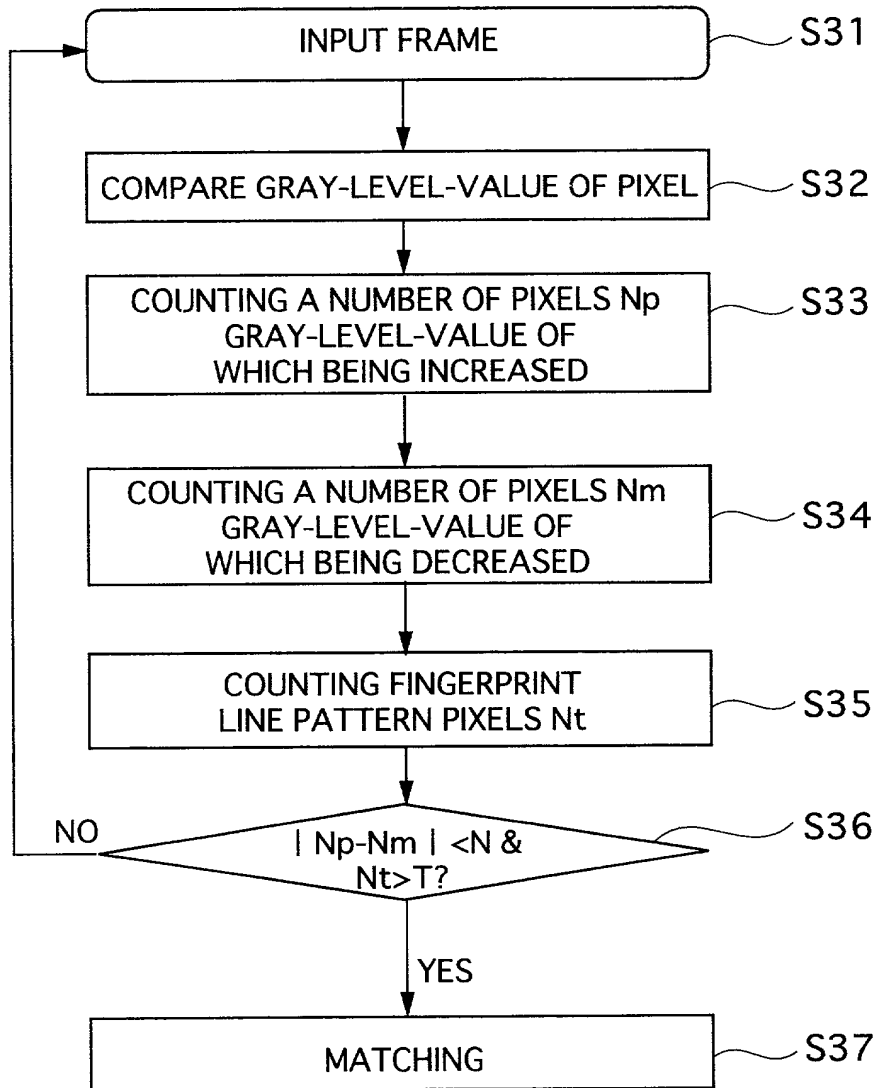 INPUT FRAME
S31
COMPARE GRAY-LEVEL-VALUE OF PIXEL
S32
COUNTING A NUMBER OF PIXELS Np
GRAY-LEVEL-VALUE OF
WHICH BEING INCREASED
S33
COUNTING A NUMBER OF PIXELS Nm
GRAY-LEVEL-VALUE OF
WHICH BEING DECREASED
S34
COUNTING FINGERPRINT
LINE PATTERN PIXELS Nt
S35
NO
| Np-Nm | <N &
Nt>T?
S36
YES
MATCHING
S37